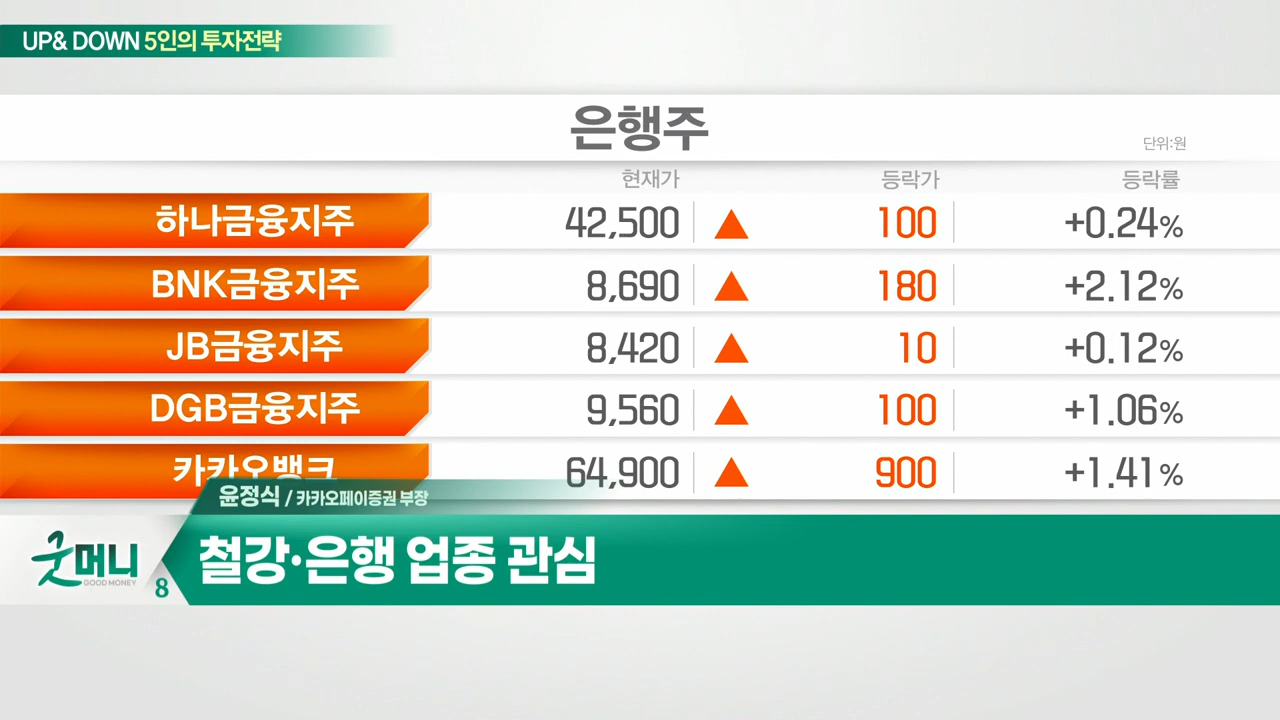 UP& DOWN 5인의 투자전략
은행주
단위:원
현재가 등락가 등락률
하나금융지주 42,500 ▲ 100 +0.24%
BNK금융지주 8,690 ▲ 180 +2.12%
JB금융지주 8,420 ▲ 10 +0.12%
DGB금융지주 9,560 ▲ 100 +1.06%
카카오뱅크 64,900 ▲ 900 +1.41%
윤정식 / 카카오페이증권 부장
굿머니
GOOD MONEY
8
철강·은행 업종 관심